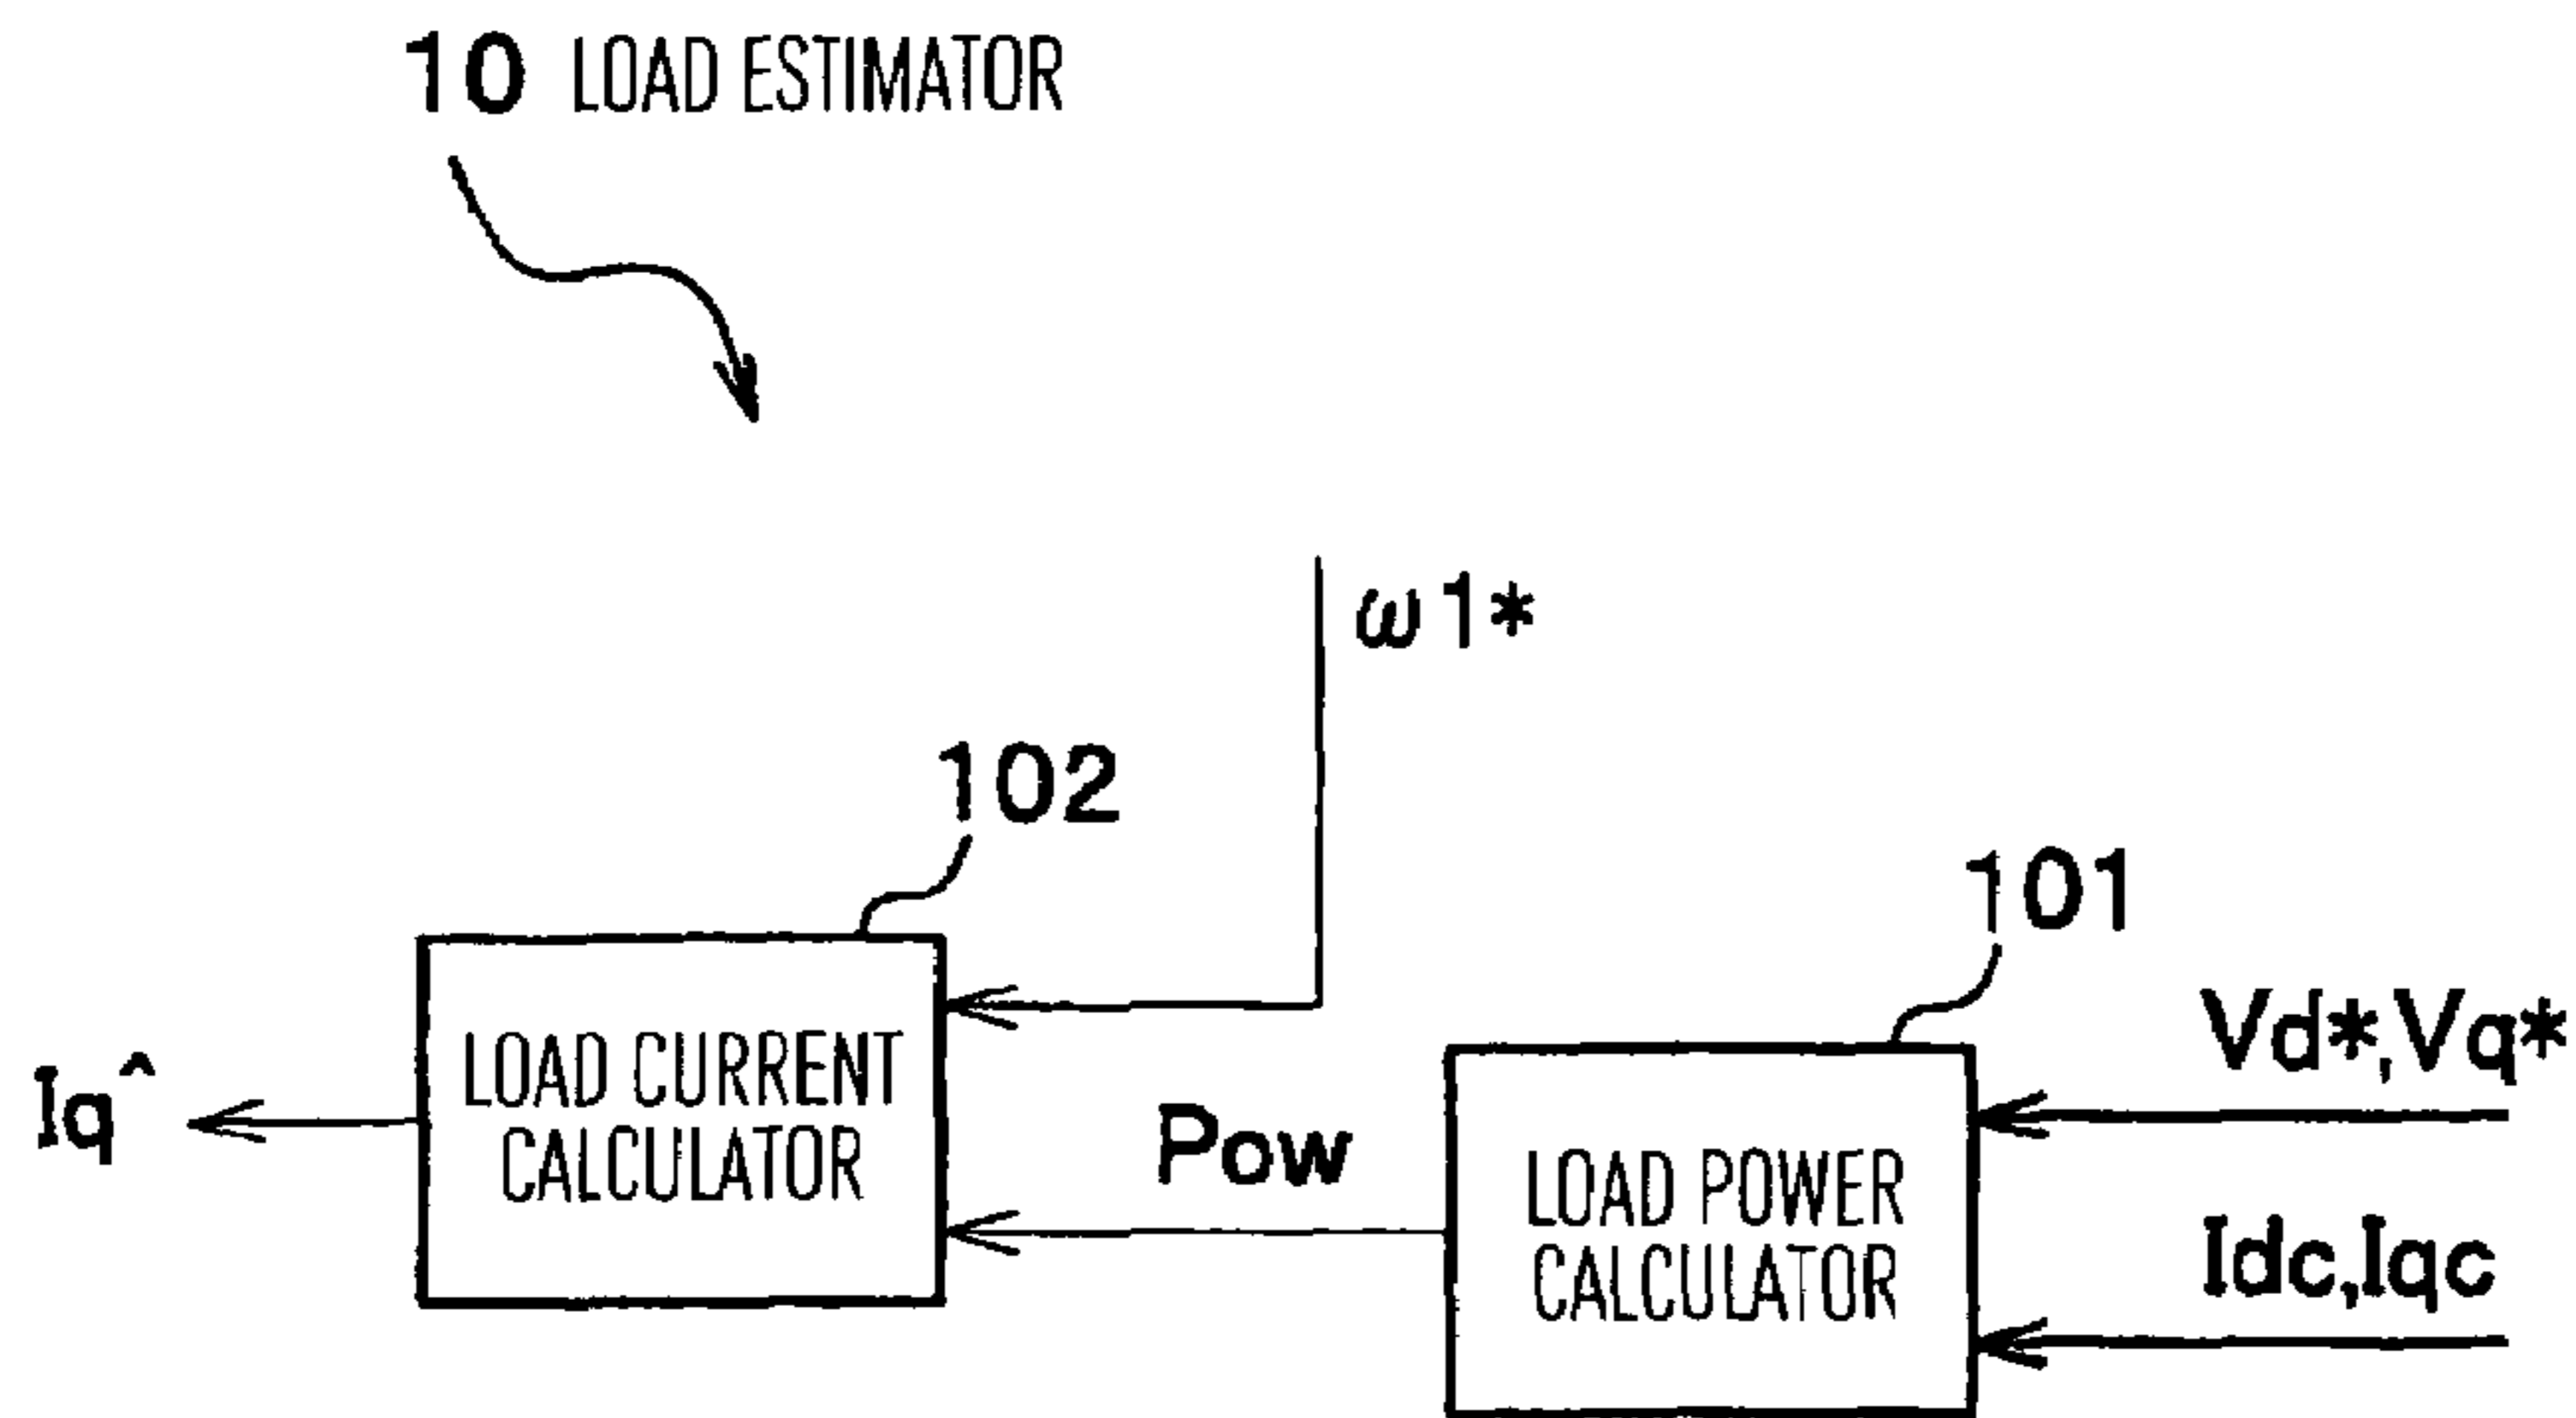 10 LOAD ESTIMATOR
ω1*
102
101
Vd*,Vq*
LOAD CURRENT
CALCULATOR
Iq^
Pow
LOAD POWER
CALCULATOR
Idc,Iqc